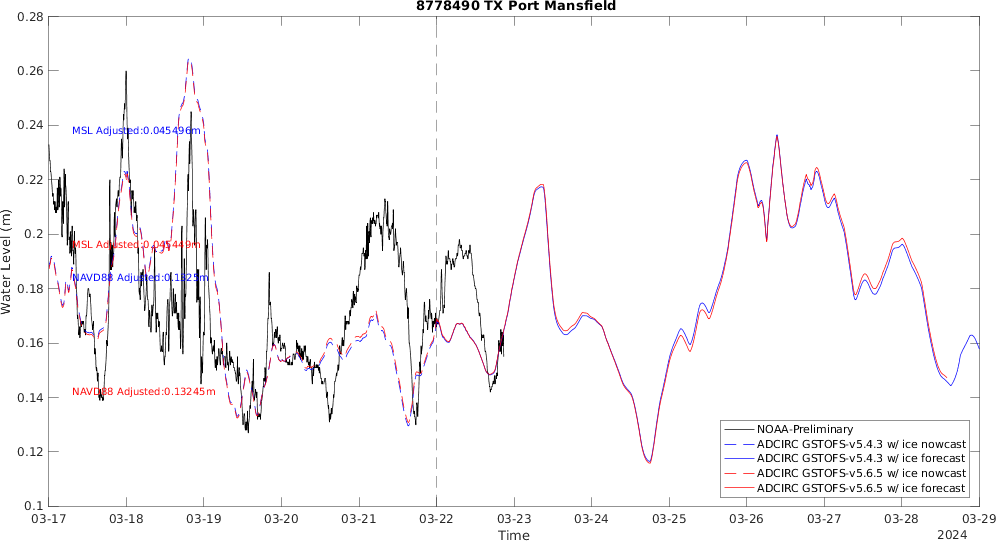 8778490 TX Port Mansfield
0.28
0.26
0.24
0.22
0.2
0.18
0.16
0.14
0.12
0.1
Water Level (m)
MSL Adjusted:0.045496m
MSL Adjusted:0.045449m
NAVD88 Adjusted:0.1325m
NAVD88 Adjusted:0.13245m
NOAA-Preliminary
ADCIRC GSTOFS-v5.4.3 w/ ice nowcast
ADCIRC GSTOFS-v5.4.3 w/ ice forecast
ADCIRC GSTOFS-v5.6.5 w/ ice nowcast
ADCIRC GSTOFS-v5.6.5 w/ ice forecast
03-17 03-18 03-19 03-20 03-21 03-22 03-23 03-24 03-25 03-26 03-27 03-28 03-29
Time
2024